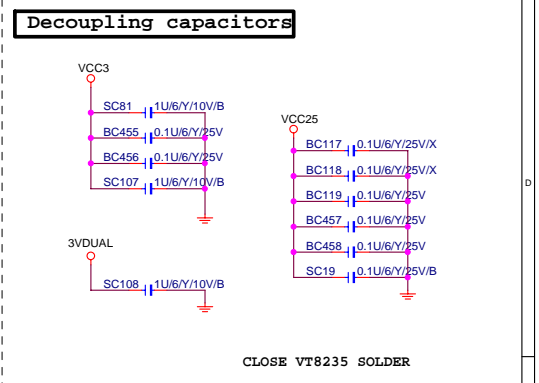 Decoupling capacitors
VCC3
SC81 1U/6/Y/10V/B
BC455 0.1U/6/Y/25V
BC456 0.1U/6/Y/25V
SC107 1U/6/Y/10V/B
3VDUAL
SC108 1U/6/Y/10V/B
VCC25
BC117 0.1U/6/Y/25V/X
BC118 0.1U/6/Y/25V/X
BC119 0.1U/6/Y/25V
BC457 0.1U/6/Y/25V
BC458 0.1U/6/Y/25V
SC19 0.1U/6/Y/25V/B
D
CLOSE VT8235 SOLDER